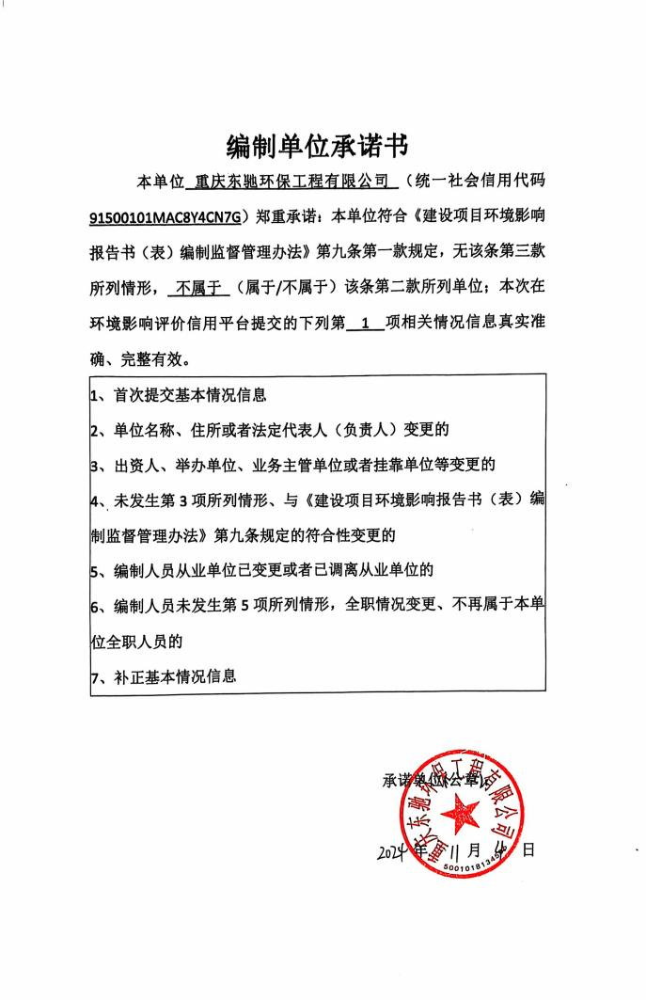 编制单位承诺书
本单位 重庆东驰环保工程有限公司 （统一社会信用代码
91500101MAC8Y4CN7G）郑重承诺：本单位符合《建设项目环境影响
报告书（表）编制监督管理办法》第九条第一款规定，无该条第三款
所列情形， 不属于 （属于/不属于）该条第二款所列单位；本次在
环境影响评价信用平台提交的下列第 1 项相关情况信息真实准
确、完整有效。
1、首次提交基本情况信息
2、单位名称、住所或者法定代表人（负责人）变更的
3、出资人、举办单位、业务主管单位或者挂靠单位等变更的
4、未发生第 3 项所列情形、与《建设项目环境影响报告书（表）编
制监督管理办法》第九条规定的符合性变更的
5、编制人员从业单位已变更或者已调离从业单位的
6、编制人员未发生第 5 项所列情形，全职情况变更、不再属于本单
位全职人员的
7、补正基本情况信息
承诺单位(公章):
重庆东驰环保工程有限公司
2024 年 11 月 4 日